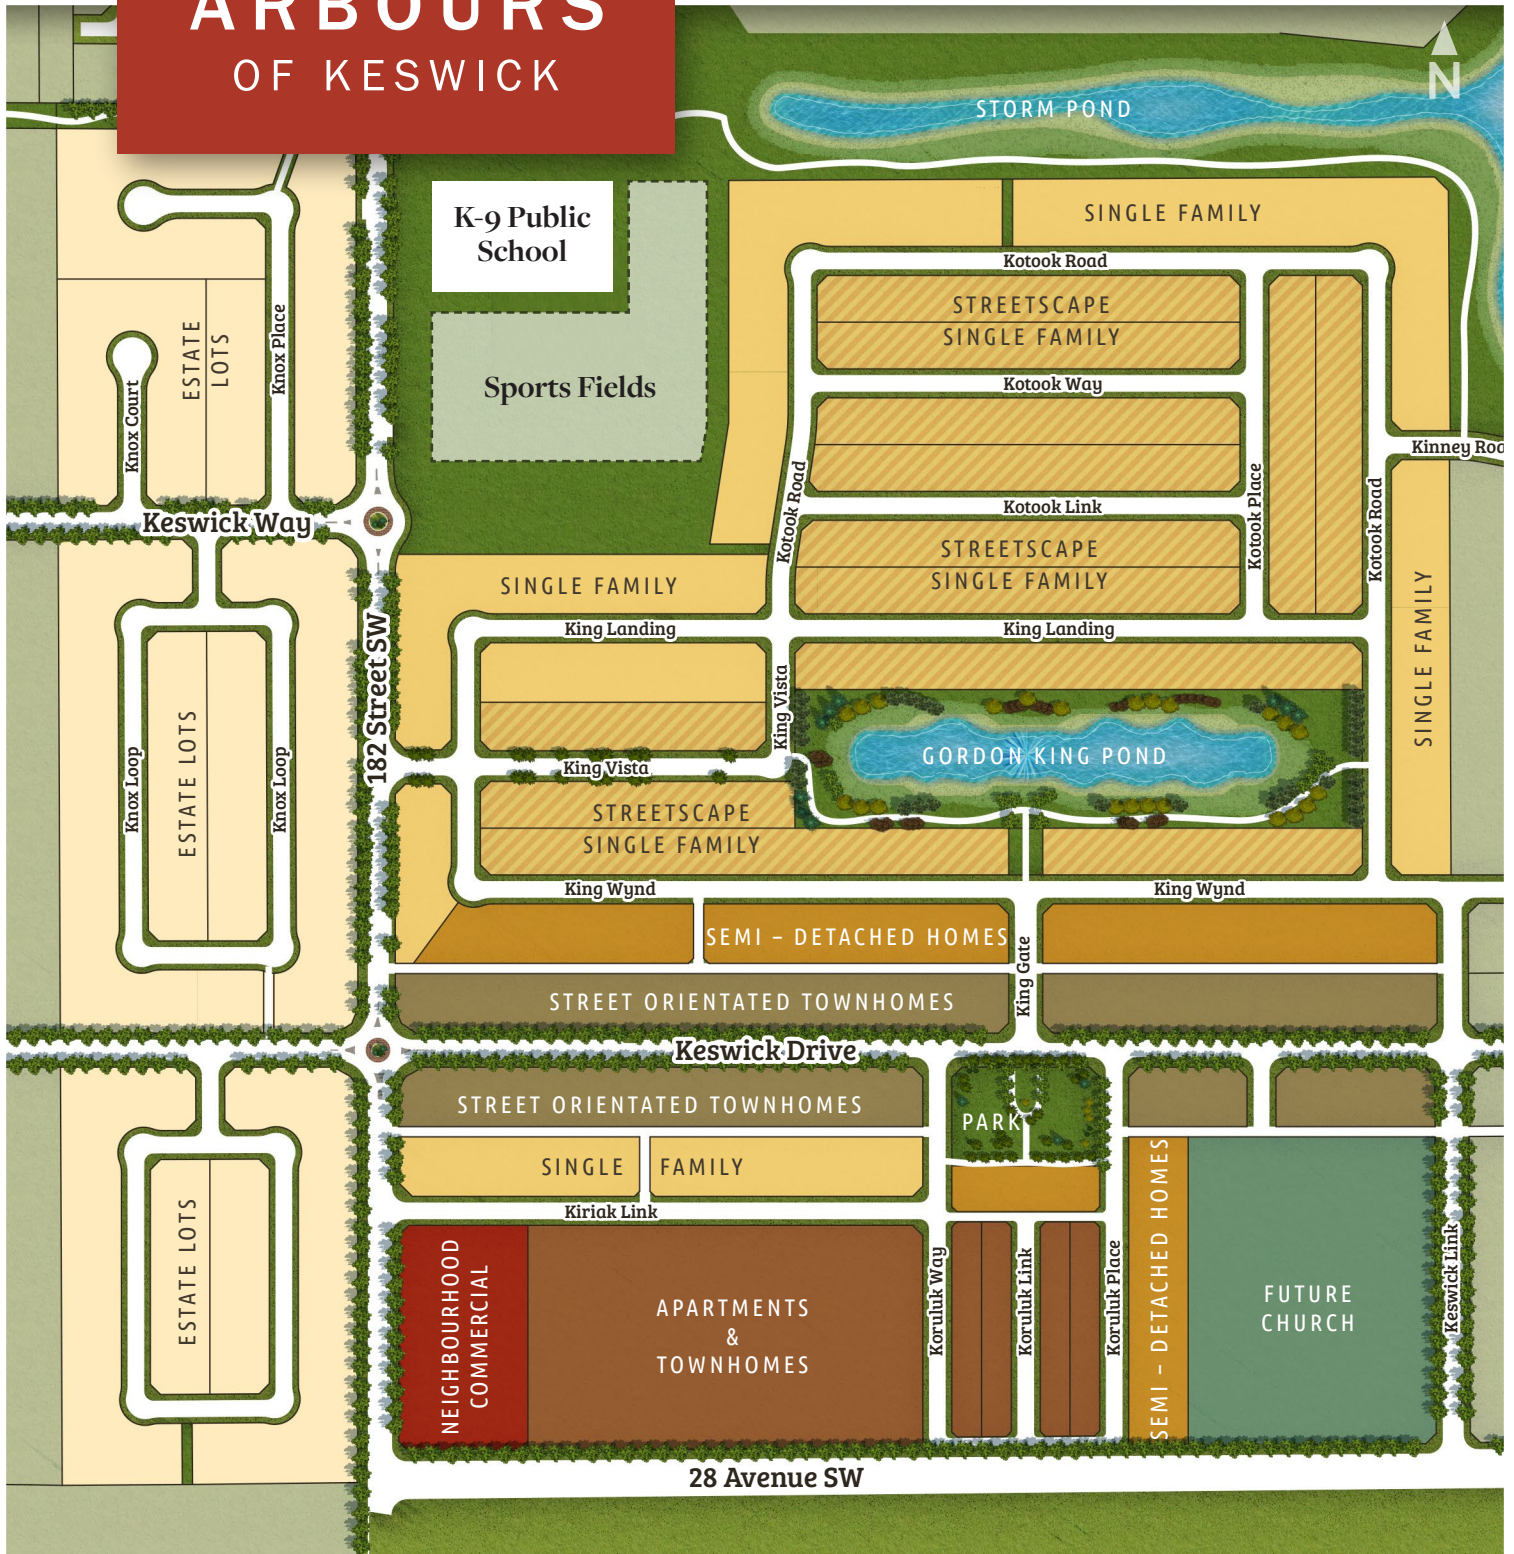 ARBOURS
OF KESWICK
N
STORM POND
K-9 Public
School
Sports Fields
SINGLE FAMILY
Kotook Road
STREETSCAPE
SINGLE FAMILY
Kotook Way
Kotook Link
Kotook Road
Kotook Place
Kotook Road
Kinney Roa
STREETSCAPE
SINGLE FAMILY
SINGLE FAMILY
SINGLE FAMILY
ESTATE
LOTS
Knox Place
Knox Court
Keswick Way
182 Street SW
King Landing
King Landing
King Vista
King Vista
GORDON KING POND
STREETSCAPE
SINGLE FAMILY
ESTATE LOTS
Knox Loop
Knox Loop
King Wynd
King Wynd
SEMI – DETACHED HOMES
King Gate
STREET ORIENTATED TOWNHOMES
Keswick Drive
STREET ORIENTATED TOWNHOMES
PARK
SINGLE FAMILY
Kiriak Link
ESTATE LOTS
NEIGHBOURHOOD
COMMERCIAL
APARTMENTS
&
TOWNHOMES
Koruluk Way
Koruluk Link
Koruluk Place
SEMI – DETACHED HOMES
FUTURE
CHURCH
Keswick Link
28 Avenue SW